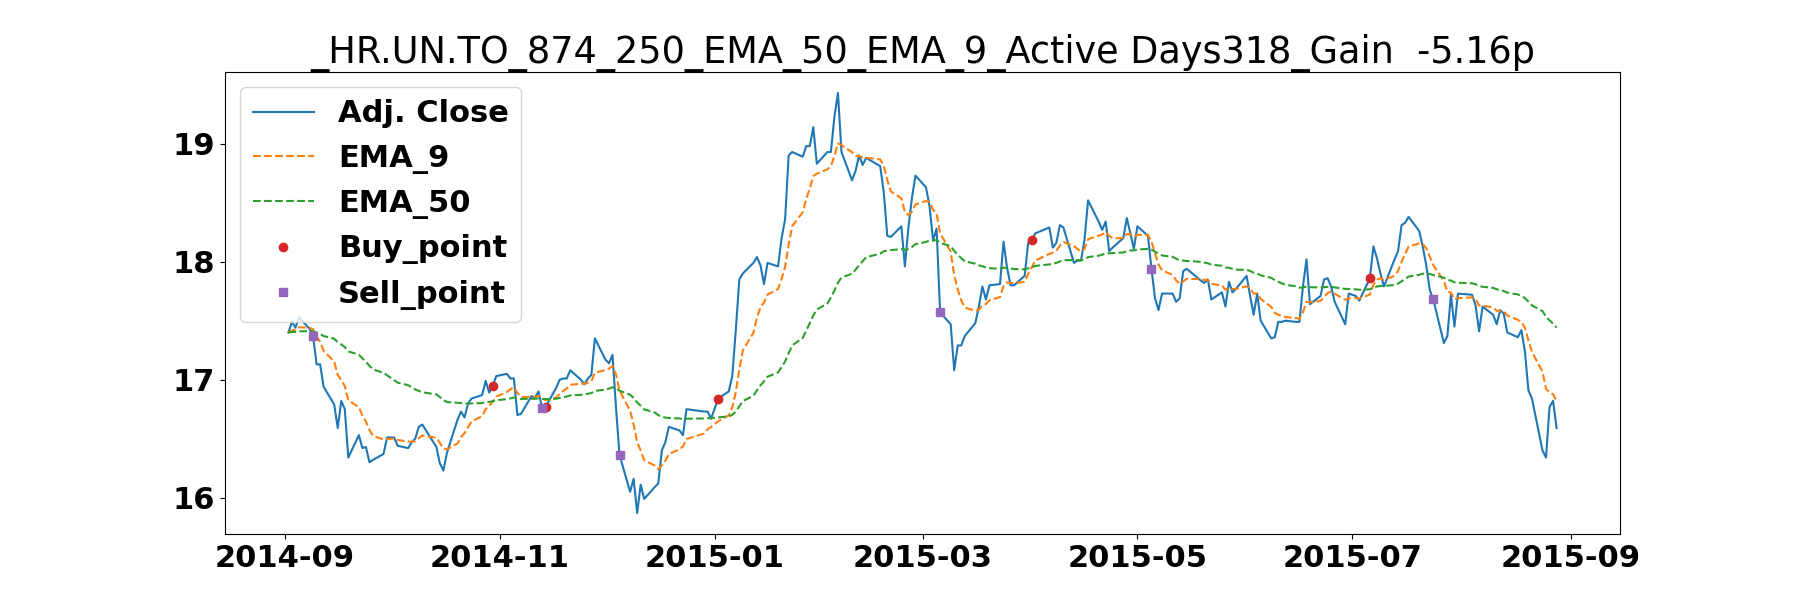 _HR.UN.TO_874_250_EMA_50_EMA_9_Active Days318_Gain  -5.16p
Adj. Close
EMA_9
EMA_50
Buy_point
Sell_point
19
18
17
16
2014-09 2014-11 2015-01 2015-03 2015-05 2015-07 2015-09